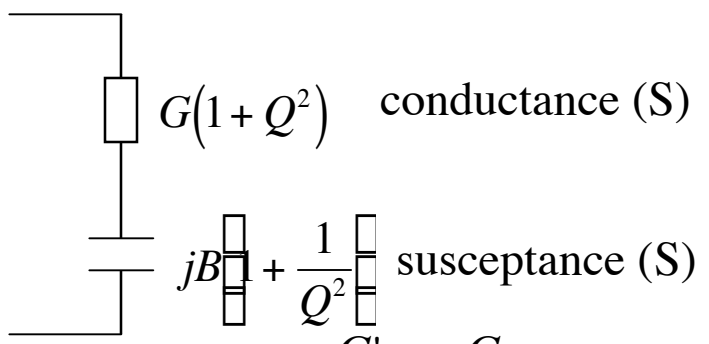 G(1 + Q²) conductance (S)
jB 1 + 1/Q² susceptance (S)